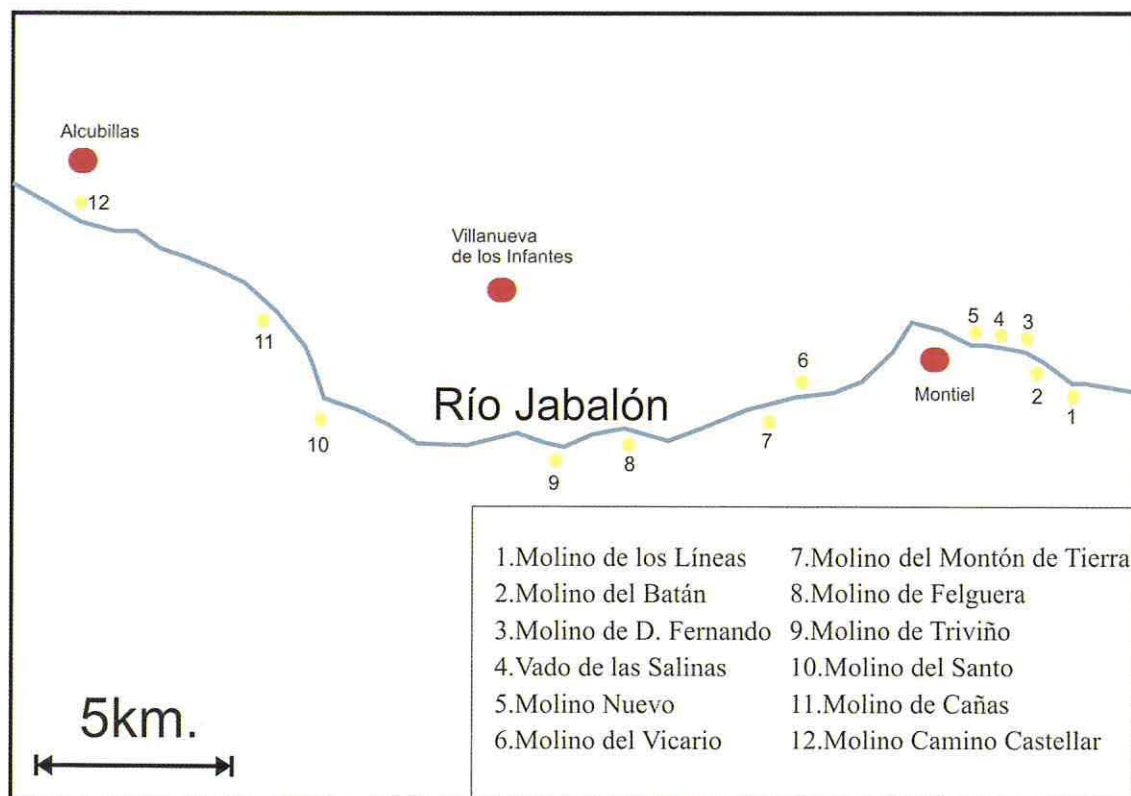 Alcubillas
12
Villanueva
de los Infantes
11
5 4 3
6
Río Jabalón
Montiel
2
1
10
7
8
9
1.Molino de los Líneas
2.Molino del Batán
3.Molino de D. Fernando
4.Vado de las Salinas
5.Molino Nuevo
6.Molino del Vicario
7.Molino del Montón de Tierra
8.Molino de Felguera
9.Molino de Triviño
10.Molino del Santo
11.Molino de Cañas
12.Molino Camino Castellar
5km.